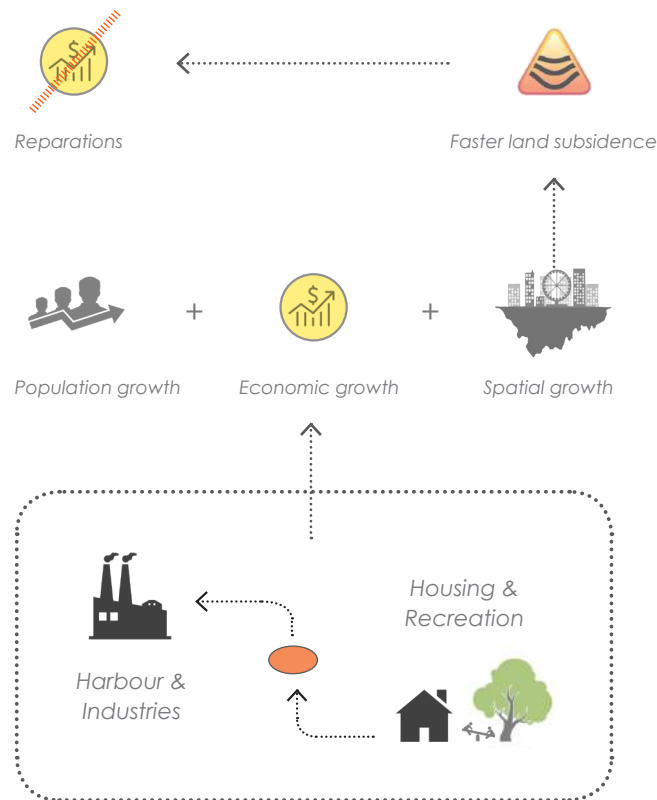 Reparations
Faster land subsidence
+
+
Population growth
Economic growth
Spatial growth
Housing &
Recreation
Harbour &
Industries